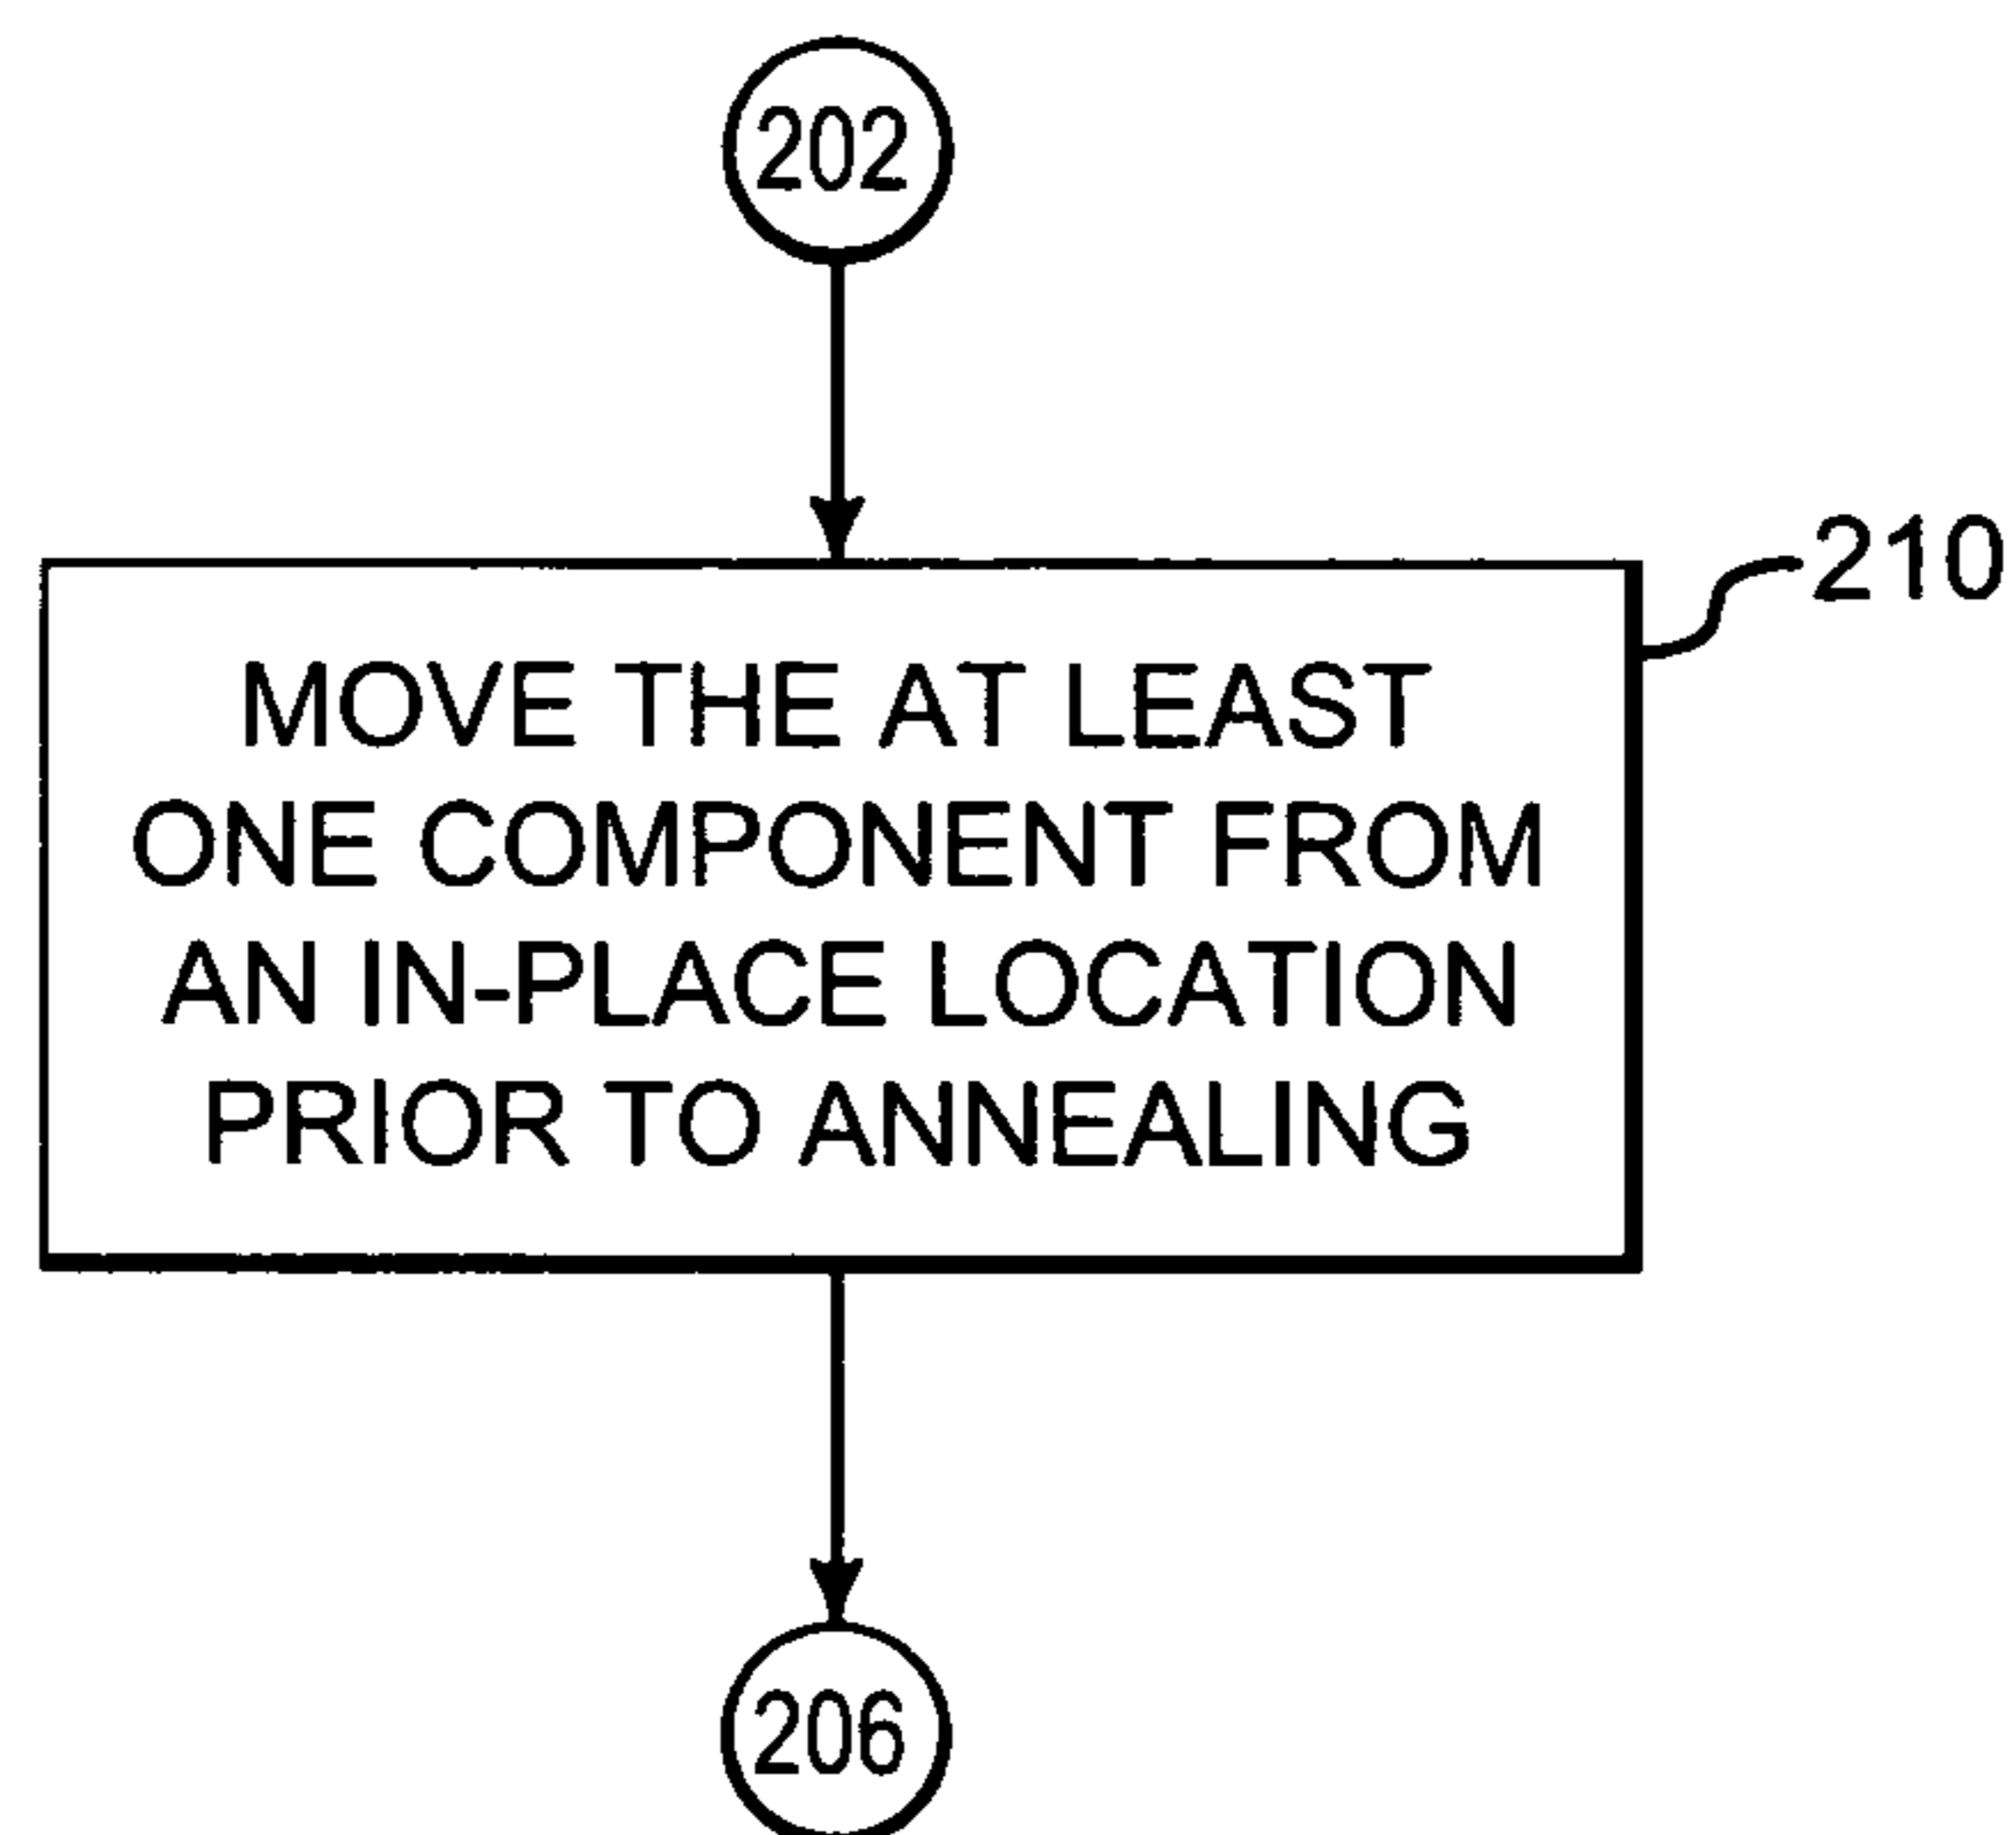 202
210
MOVE THE AT LEAST
ONE COMPONENT FROM
AN IN-PLACE LOCATION
PRIOR TO ANNEALING
206